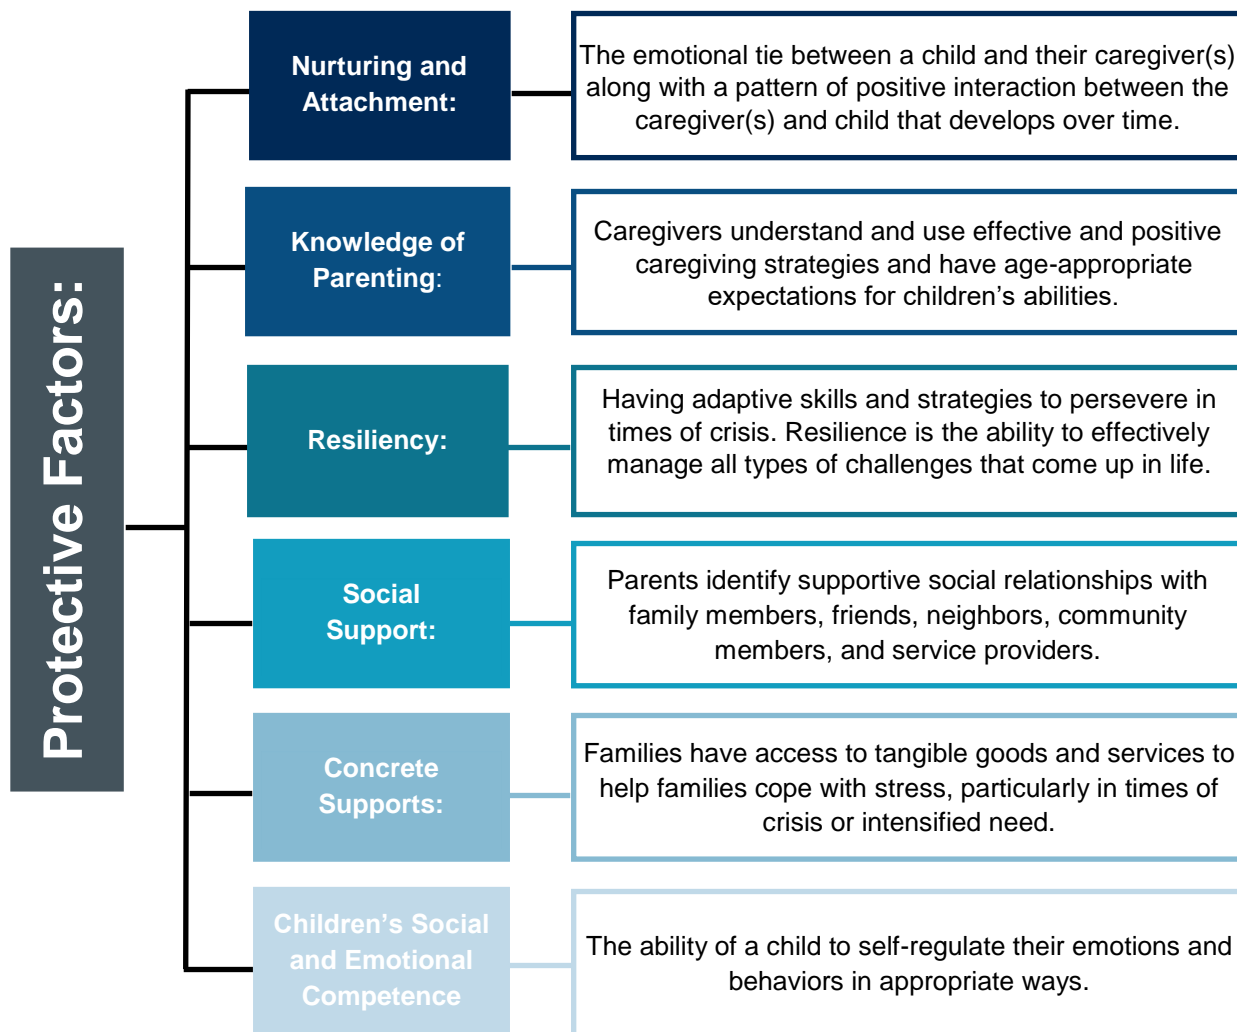 Protective Factors:
Nurturing and
Attachment:
The emotional tie between a child and their caregiver(s)
along with a pattern of positive interaction between the
caregiver(s) and child that develops over time.
Knowledge of
Parenting:
Caregivers understand and use effective and positive
caregiving strategies and have age-appropriate
expectations for children’s abilities.
Resiliency:
Having adaptive skills and strategies to persevere in
times of crisis. Resilience is the ability to effectively
manage all types of challenges that come up in life.
Social
Support:
Parents identify supportive social relationships with
family members, friends, neighbors, community
members, and service providers.
Concrete
Supports:
Families have access to tangible goods and services to
help families cope with stress, particularly in times of
crisis or intensified need.
Children’s Social
and Emotional
Competence
The ability of a child to self-regulate their emotions and
behaviors in appropriate ways.